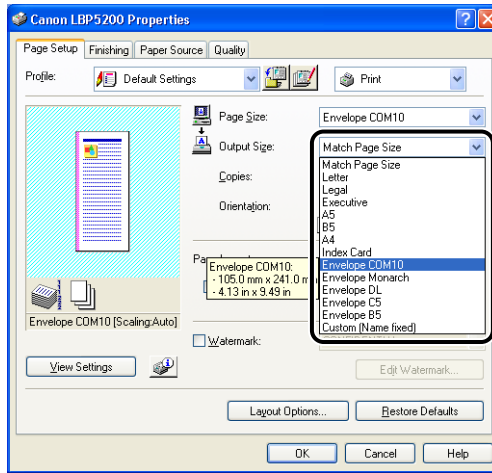 Canon LBP5200 Properties
Page Setup Finishing Paper Source Quality
Profile: Default Settings Print
Page Size: Envelope COM10
Output Size: Match Page Size
Match Page Size
Letter
Legal
Executive
A5
B5
A4
Index Card
Envelope COM10
Envelope Monarch
Envelope DL
Envelope C5
Envelope B5
Custom (Name fixed)
Copies:
Orientation:
Envelope COM10:
- 105.0 mm x 241.0 m
- 4.13 in x 9.49 in
Envelope COM10 [Scaling:Auto]
View Settings
Watermark:
Edit Watermark...
Layout Options... Restore Defaults
OK Cancel Help